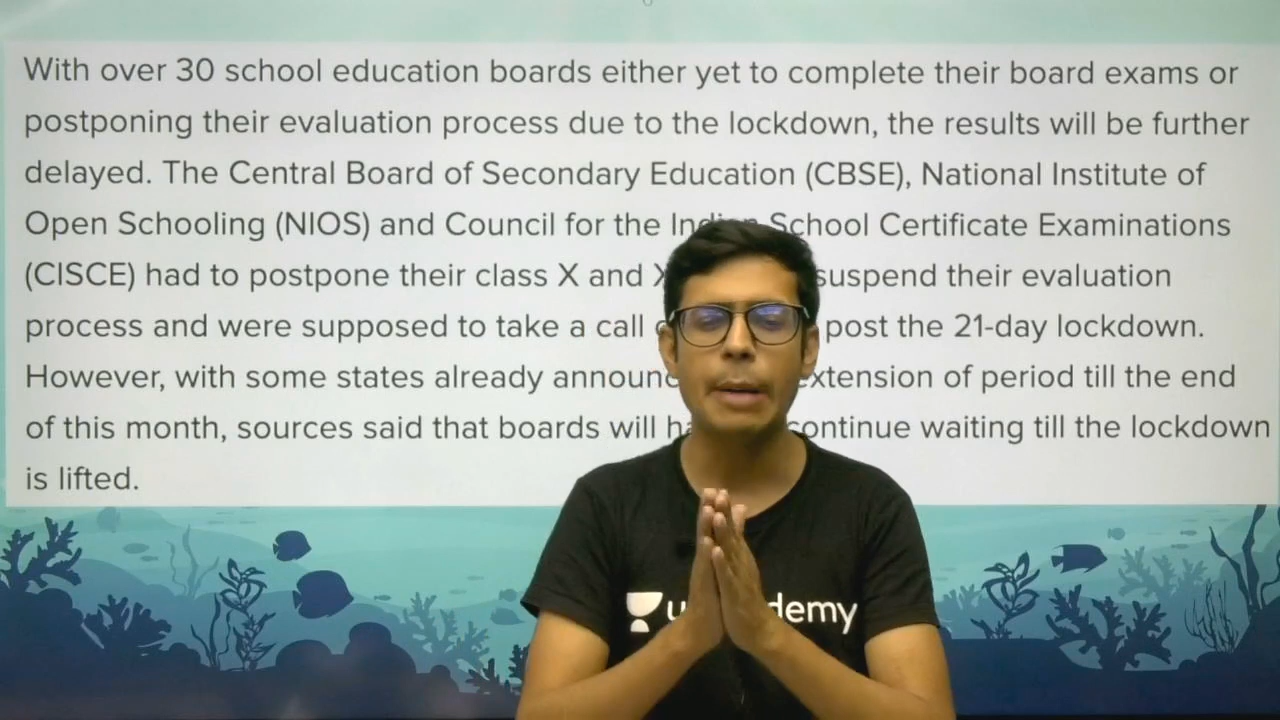 With over 30 school education boards either yet to complete their board exams or
postponing their evaluation process due to the lockdown, the results will be further
delayed. The Central Board of Secondary Education (CBSE), National Institute of
Open Schooling (NIOS) and Council for the Indian School Certificate Examinations
(CISCE) had to postpone their class X and suspend their evaluation
process and were supposed to take a call post the 21-day lockdown.
However, with some states already extension of period till the end
of this month, sources said that boards will continue waiting till the lockdown
is lifted.